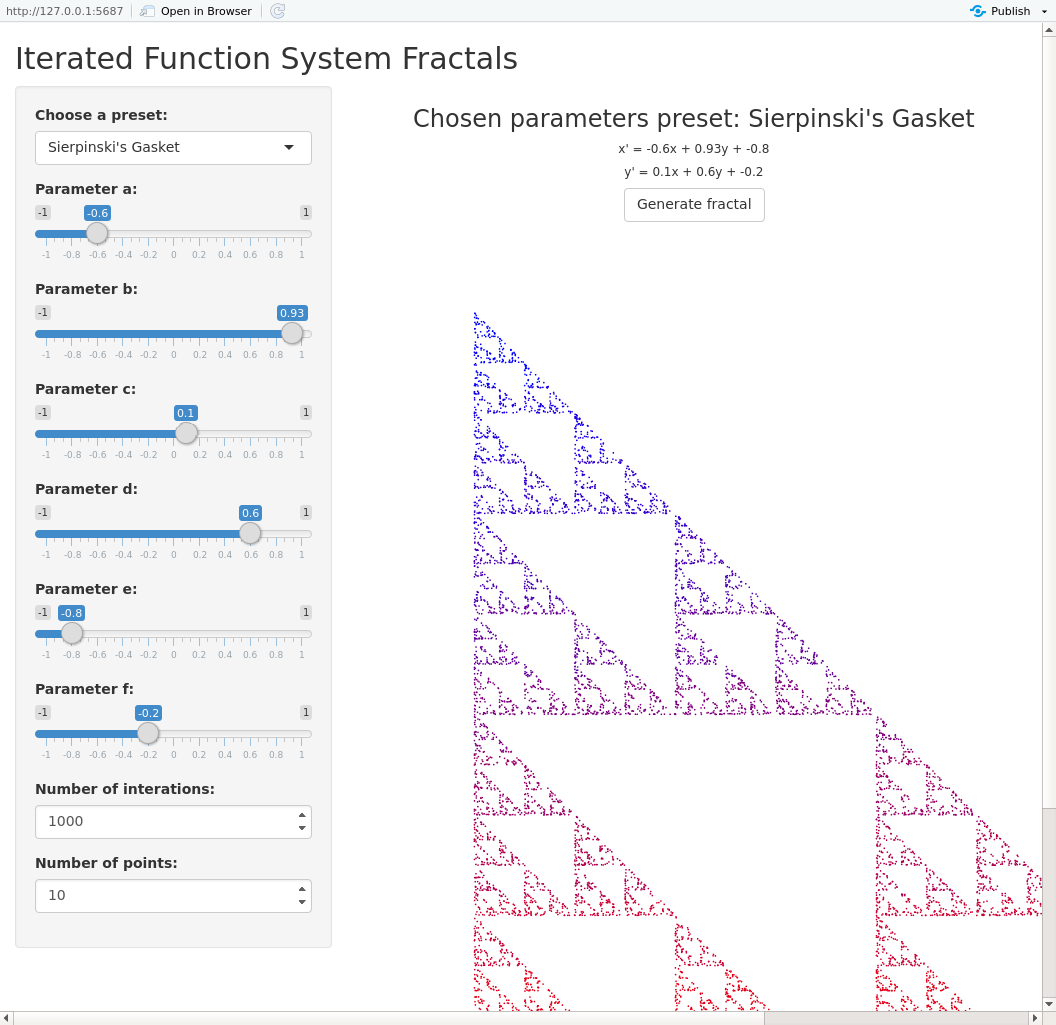 http://127.0.0.1:5687 Open in Browser Publish
Iterated Function System Fractals
Choose a preset:
Sierpinski's Gasket
Parameter a:
-1 -0.6 1
-1 -0.8 -0.6 -0.4 -0.2 0 0.2 0.4 0.6 0.8 1
Parameter b:
-1 0.93 1
-1 -0.8 -0.6 -0.4 -0.2 0 0.2 0.4 0.6 0.8 1
Parameter c:
-1 0.1 1
-1 -0.8 -0.6 -0.4 -0.2 0 0.2 0.4 0.6 0.8 1
Parameter d:
-1 0.6 1
-1 -0.8 -0.6 -0.4 -0.2 0 0.2 0.4 0.6 0.8 1
Parameter e:
-1 -0.8 1
-1 -0.8 -0.6 -0.4 -0.2 0 0.2 0.4 0.6 0.8 1
Parameter f:
-1 -0.2 1
-1 -0.8 -0.6 -0.4 -0.2 0 0.2 0.4 0.6 0.8 1
Number of interations:
1000
Number of points:
10
Chosen parameters preset: Sierpinski's Gasket
x' = -0.6x + 0.93y + -0.8
y' = 0.1x + 0.6y + -0.2
Generate fractal